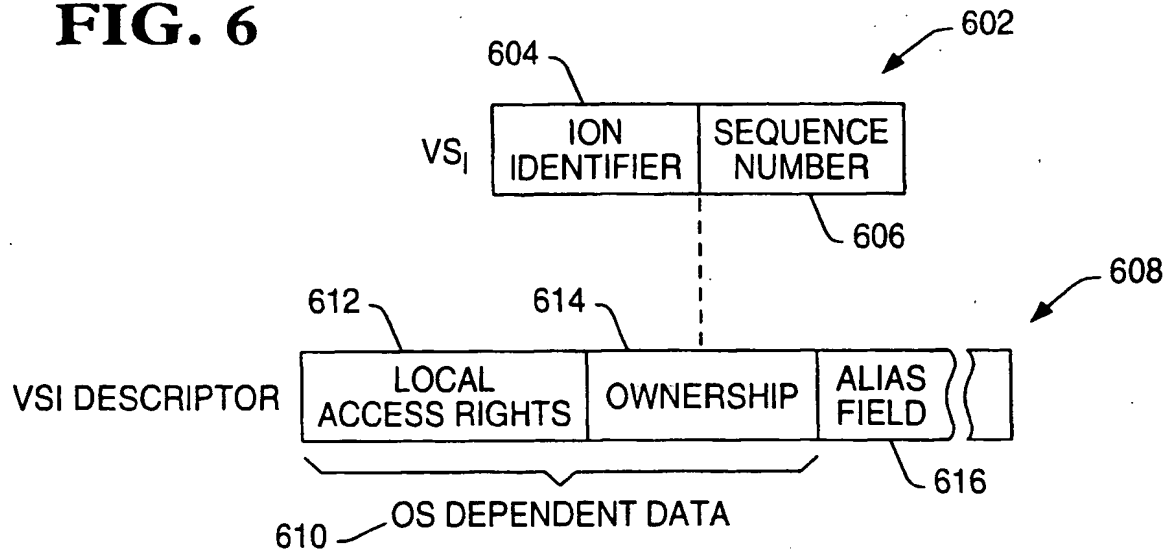 FIG. 6
602
604
VSI
ION IDENTIFIER
SEQUENCE NUMBER
606
608
612
614
VSI DESCRIPTOR
LOCAL ACCESS RIGHTS
OWNERSHIP
ALIAS FIELD
616
610
OS DEPENDENT DATA